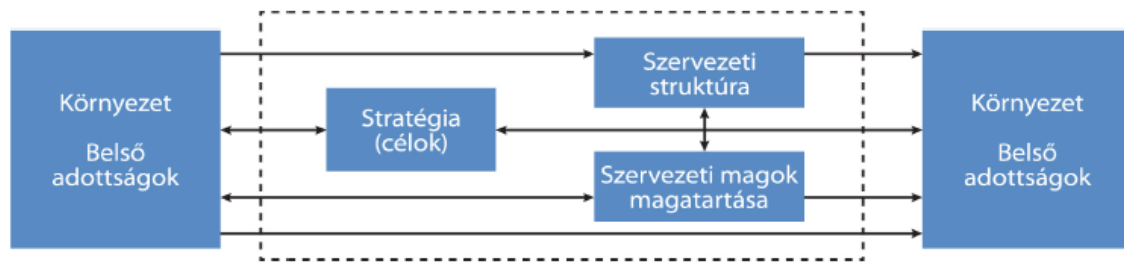 Környezet
Belső
adottságok
Stratégia
(célok)
Szervezeti
struktúra
Szervezeti magok
magatartása
Környezet
Belső
adottságok